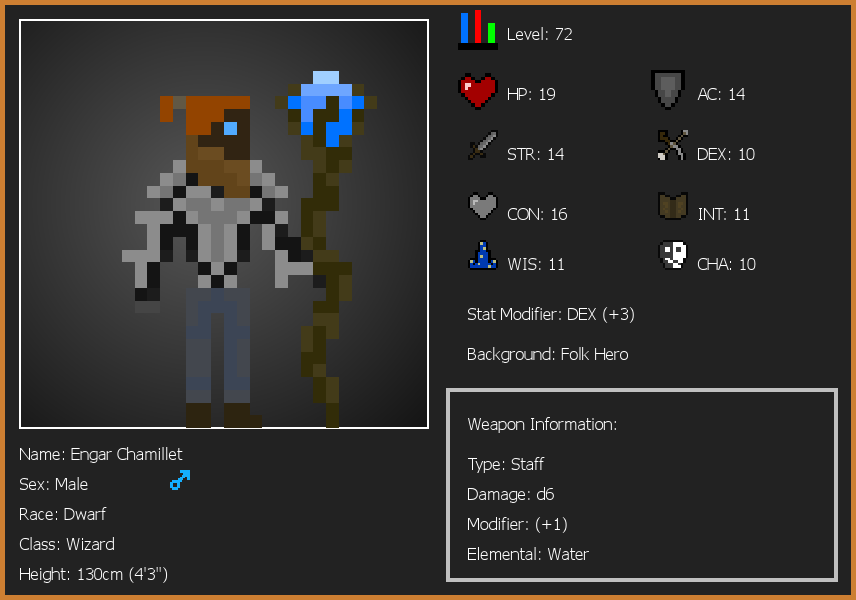 Level: 72
HP: 19
AC: 14
STR: 14
DEX: 10
CON: 16
INT: 11
WIS: 11
CHA: 10
Stat Modifier: DEX (+3)
Background: Folk Hero
Weapon Information:
Type: Staff
Damage: d6
Modifier: (+1)
Elemental: Water
Name: Engar Chamillet
Sex: Male
Race: Dwarf
Class: Wizard
Height: 130cm (4'3")